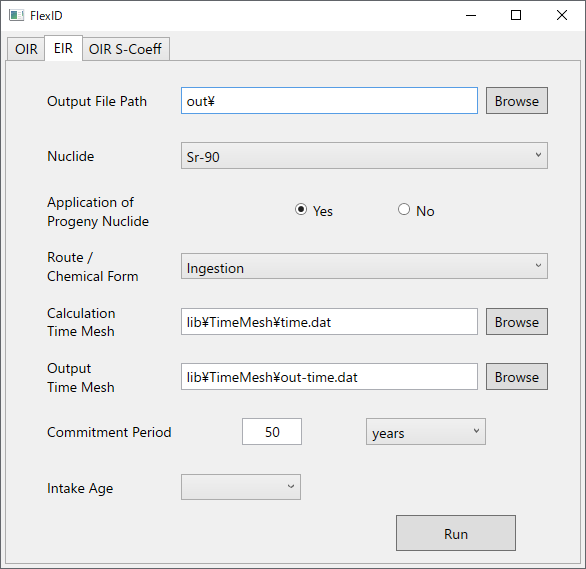 FlexID
OIR EIR OIR S-Coeff
Output File Path out¥ Browse
Nuclide Sr-90
Application of
Progeny Nuclide Yes No
Route /
Chemical Form Ingestion
Calculation
Time Mesh lib¥TimeMesh¥time.dat Browse
Output
Time Mesh lib¥TimeMesh¥out-time.dat Browse
Commitment Period 50 years
Intake Age
Run